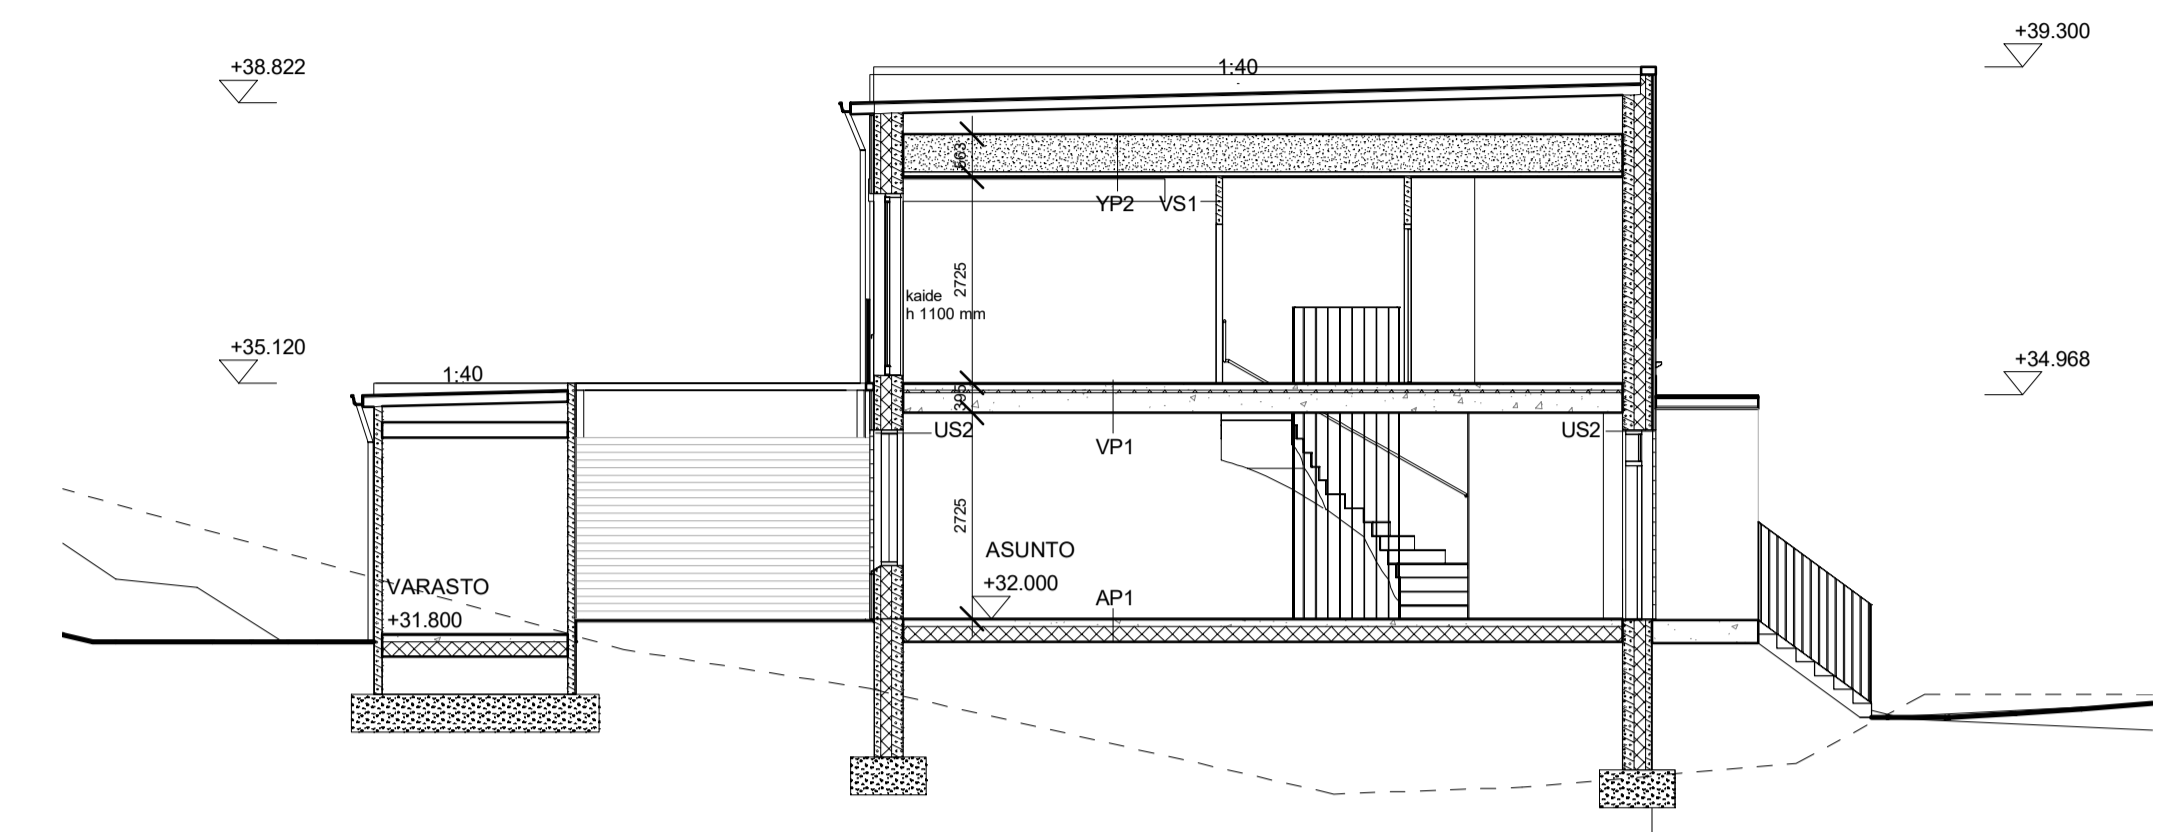 +39.300
+38.822
1:40
563
YP2
VS1
2725
kaide
h 1100 mm
+35.120
+34.968
1:40
395
US2
US2
VP1
2725
ASUNTO
+32.000
VARASTO
+31.800
AP1